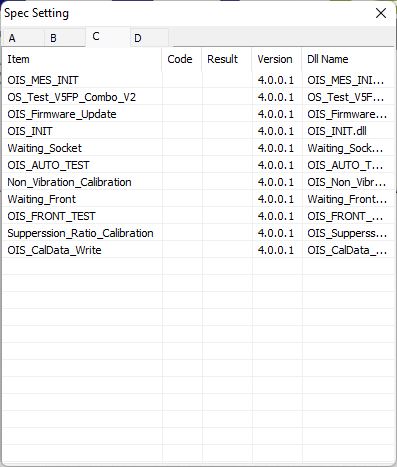 Spec Setting
A B C D
Item Code Result Version Dll Name
OIS_MES_INIT 4.0.0.1 OIS_MES_INI...
OS_Test_V5FP_Combo_V2 4.0.0.1 OS_Test_V5F...
OIS_Firmware_Update 4.0.0.1 OIS_Firmware...
OIS_INIT 4.0.0.1 OIS_INIT.dll
Waiting_Socket 4.0.0.1 Waiting_Sock...
OIS_AUTO_TEST 4.0.0.1 OIS_AUTO_T...
Non_Vibration_Calibration 4.0.0.1 OIS_Non_Vibr...
Waiting_Front 4.0.0.1 Waiting_Front...
OIS_FRONT_TEST 4.0.0.1 OIS_FRONT_...
Supperssion_Ratio_Calibration 4.0.0.1 OIS_Supperss...
OIS_CalData_Write 4.0.0.1 OIS_CalData_...